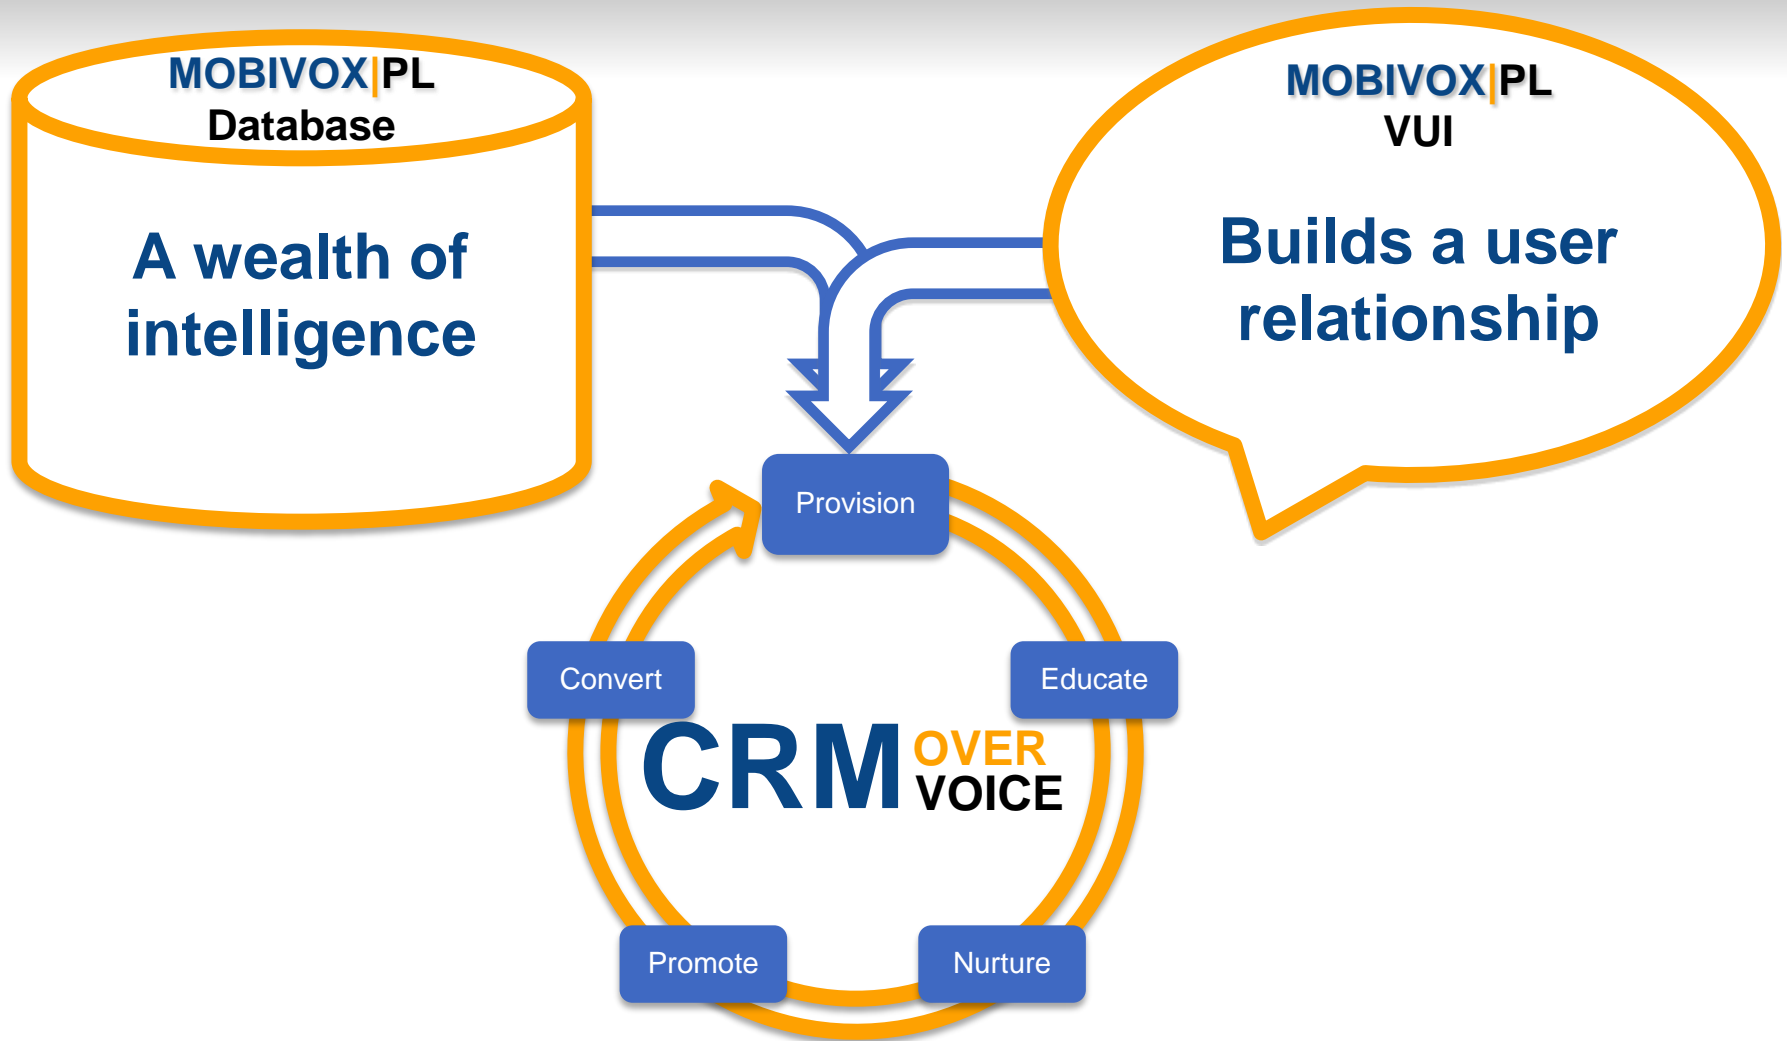 MOBIVOX|PL
Database
A wealth of
intelligence
MOBIVOX|PL
VUI
Builds a user
relationship
Provision
Convert
Educate
CRM
OVER
VOICE
Promote
Nurture